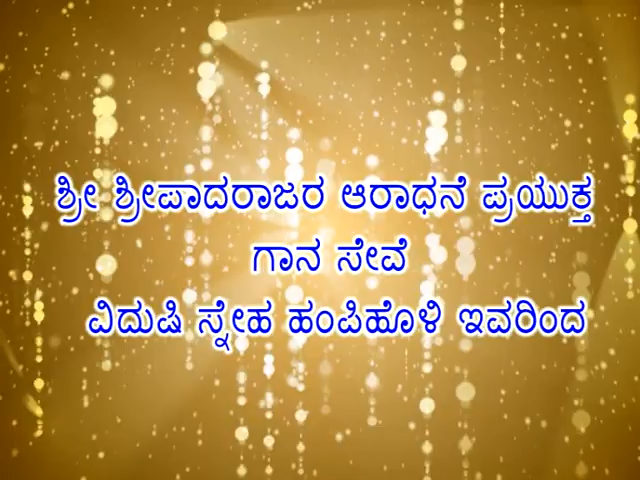 ಶ್ರೀ ಶ್ರೀಪಾದರಾಜರ ಆರಾಧನೆ ಪ್ರಯುಕ್ತ
ಗಾನ ಸೇವೆ
ವಿದುಷಿ ಸ್ನೇಹ ಹಂಪಿಹೊಳಿ ಇವರಿಂದ